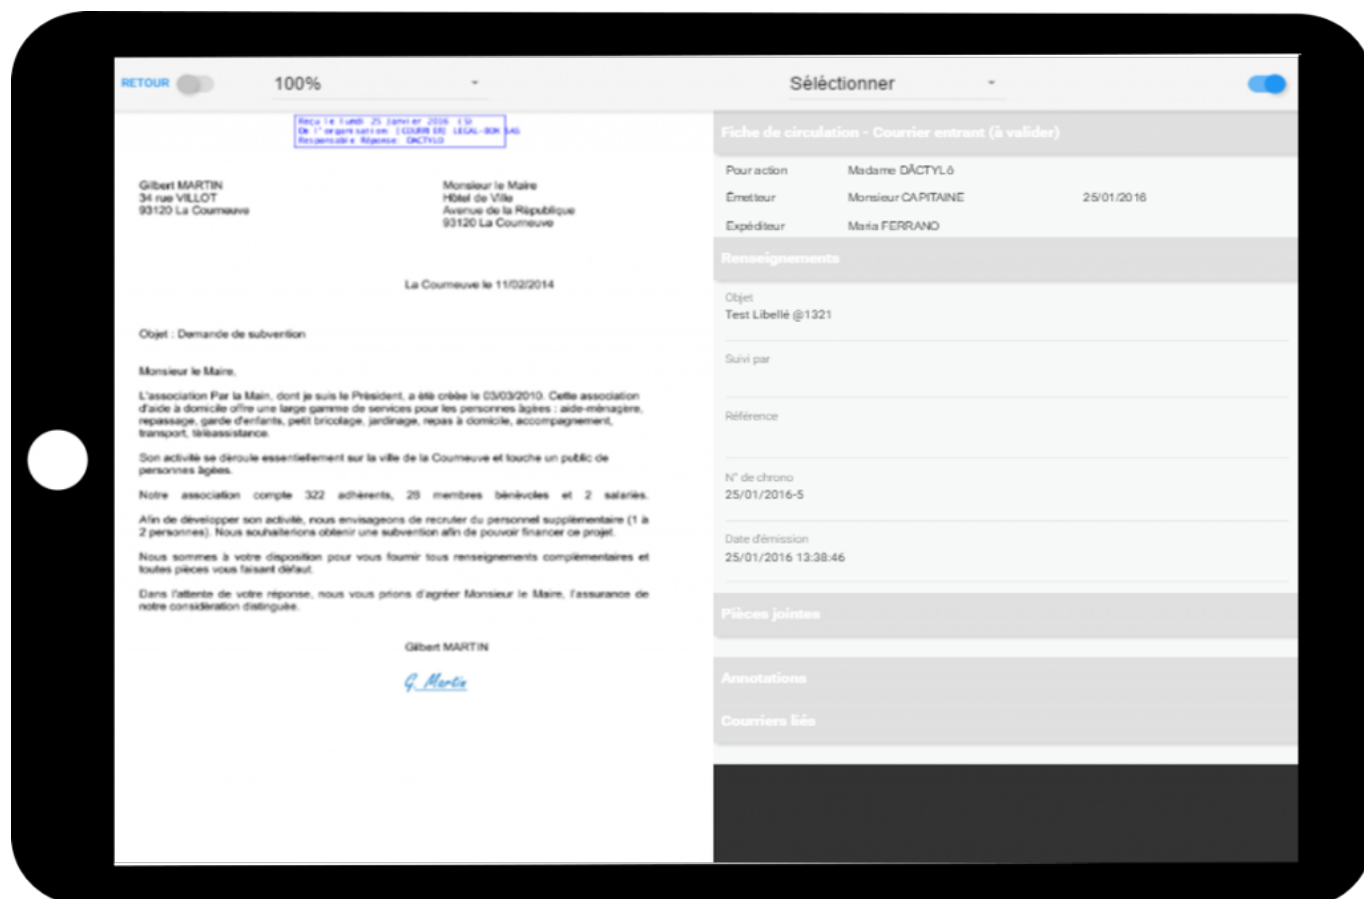 RETOUR
100%
Séléctionner
Reçu le lundi 25 janvier 2016 (5)
De l'organisation: [COURRIER] LEGAL-BOX SAS
Responsable Réponse: DACTYLO
Gilbert MARTIN
34 rue VILLOT
93120 La Courneuve
Monsieur le Maire
Hôtel de Ville
Avenue de la République
93120 La Courneuve
La Courneuve le 11/02/2014
Objet : Demande de subvention
Monsieur le Maire,
L'association Par la Main, dont je suis le Président, a été créée le 03/03/2010. Cette association
d'aide à domicile offre une large gamme de services pour les personnes âgées : aide-ménagère,
repassage, garde d'enfants, petit bricolage, jardinage, repas à domicile, accompagnement,
transport, téléassistance.
Son activité se déroule essentiellement sur la ville de la Courneuve et touche un public de
personnes âgées.
Notre association compte 322 adhérents, 28 membres bénévoles et 2 salariés.
Afin de développer son activité, nous envisageons de recruter du personnel supplémentaire (1 à
2 personnes). Nous souhaiterions obtenir une subvention afin de pouvoir financer ce projet.
Nous sommes à votre disposition pour vous fournir tous renseignements complémentaires et
toutes pièces vous faisant défaut.
Dans l'attente de votre réponse, nous vous prions d'agréer Monsieur le Maire, l'assurance de
notre considération distinguée.
Gilbert MARTIN
G. Martin
Fiche de circulation - Courrier entrant (à valider)
Pour action Madame DÄCTYLô
Émetteur Monsieur CAPITAINE 25/01/2016
Expéditeur Maria FERRANO
Renseignements
Objet
Test Libellé @1321
Suivi par
Référence
N° de chrono
25/01/2016-5
Date d'émission
25/01/2016 13:38:46
Pièces jointes
Annotations
Courriers liés